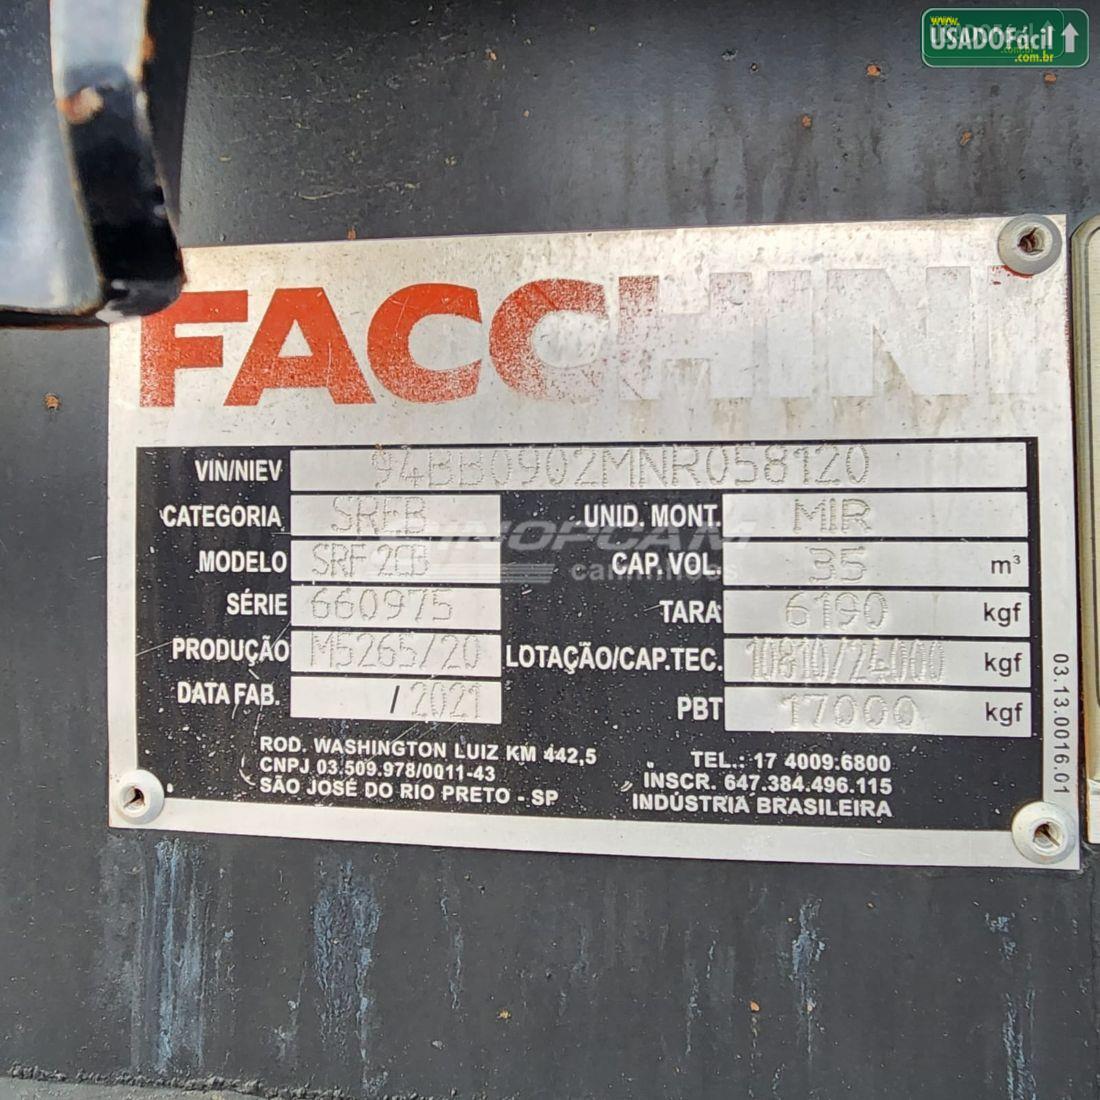 www.
USADOFácil
.com.br
FACCHINI
VIN/NIEV 94BB0902MNR058120
CATEGORIA SREB UNID. MONT. MIR
MODELO SRF2CB CAP. VOL. 35 m³
SÉRIE 660975 TARA 6190 kgf
PRODUÇÃO M5265/20 LOTAÇÃO/CAP.TEC. 10810/24000 kgf
DATA FAB. / 2021 PBT 17000 kgf
ROD. WASHINGTON LUIZ KM 442,5 TEL.: 17 4009.6800
CNPJ 03.509.978/0011-43 INSCR. 647.384.496.115
SÃO JOSÉ DO RIO PRETO - SP INDÚSTRIA BRASILEIRA
03.13.0016.01
SINOPCAM
caminhões